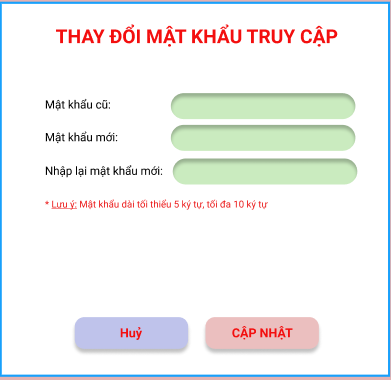 THAY ĐỔI MẬT KHẨU TRUY CẬP
Mật khẩu cũ:
Mật khẩu mới:
Nhập lại mật khẩu mới:
* Lưu ý: Mật khẩu dài tối thiểu 5 ký tự, tối đa 10 ký tự
Huỷ
CẬP NHẬT